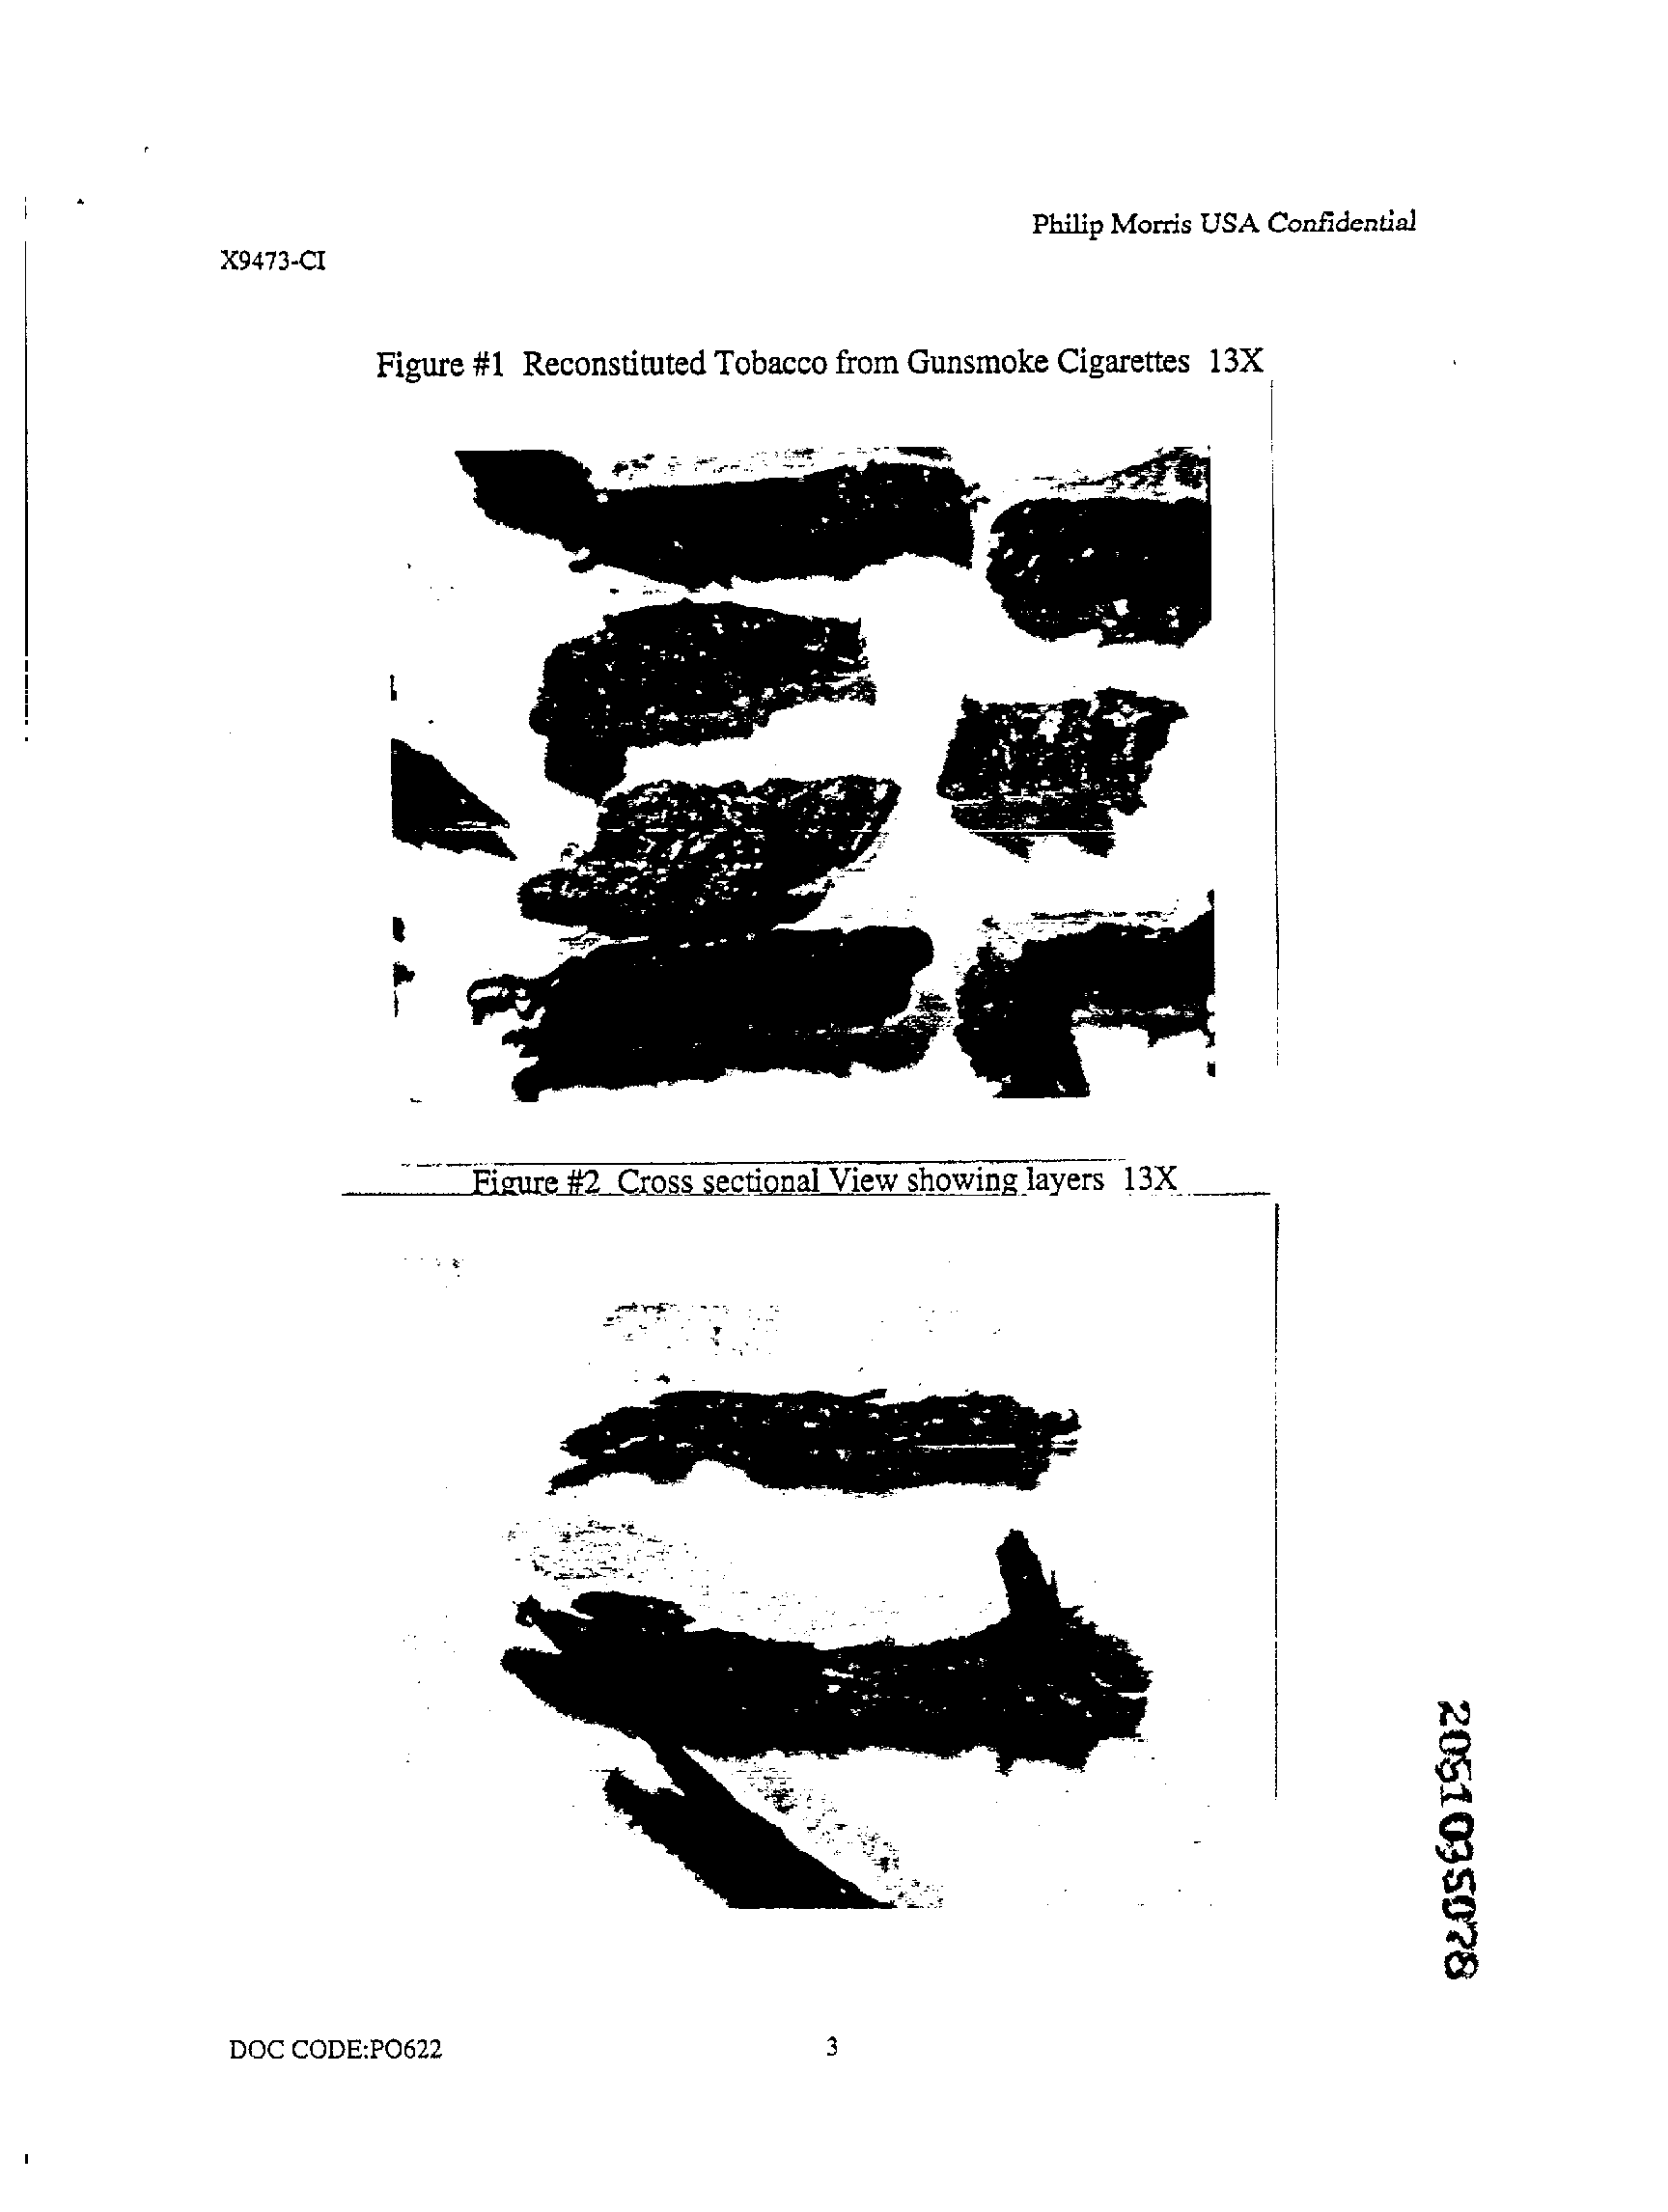 Philip Morris USA Confidential
X9473-CI
Figure #1 Reconstituted Tobacco from Gunsmoke Cigarettes 13X
Figure #2 Cross sectional View showing layers 13X
2051035078
DOC CODE:PO622
3